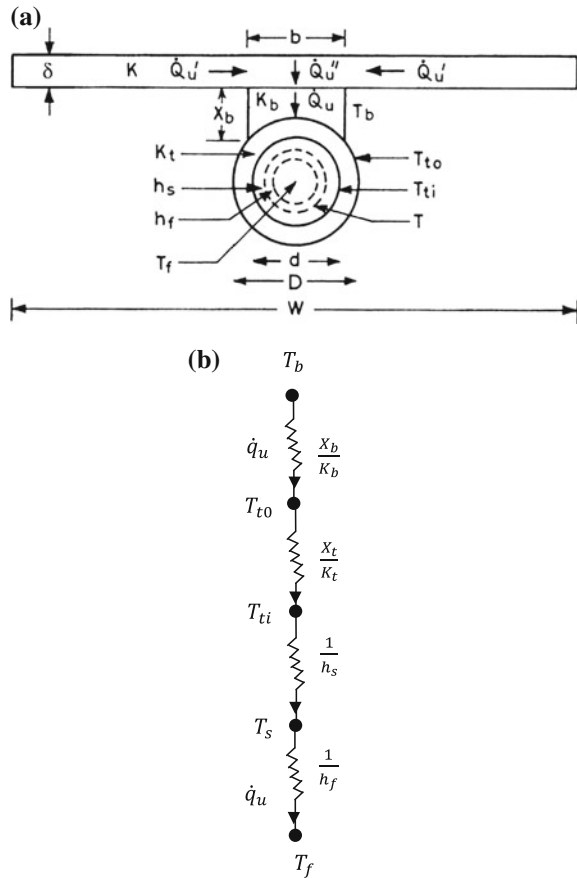 (a)
b
δ K Q̇u' Q̇u'' Q̇u'
Xb Kb Q̇u Tb
Kt Tto
hs Tti
hf T
Tf d
D
W
(b)
Tb
q̇u Xb/Kb
Tt0
Xt/Kt
Tti
1/hs
Ts
1/hf
q̇u
Tf